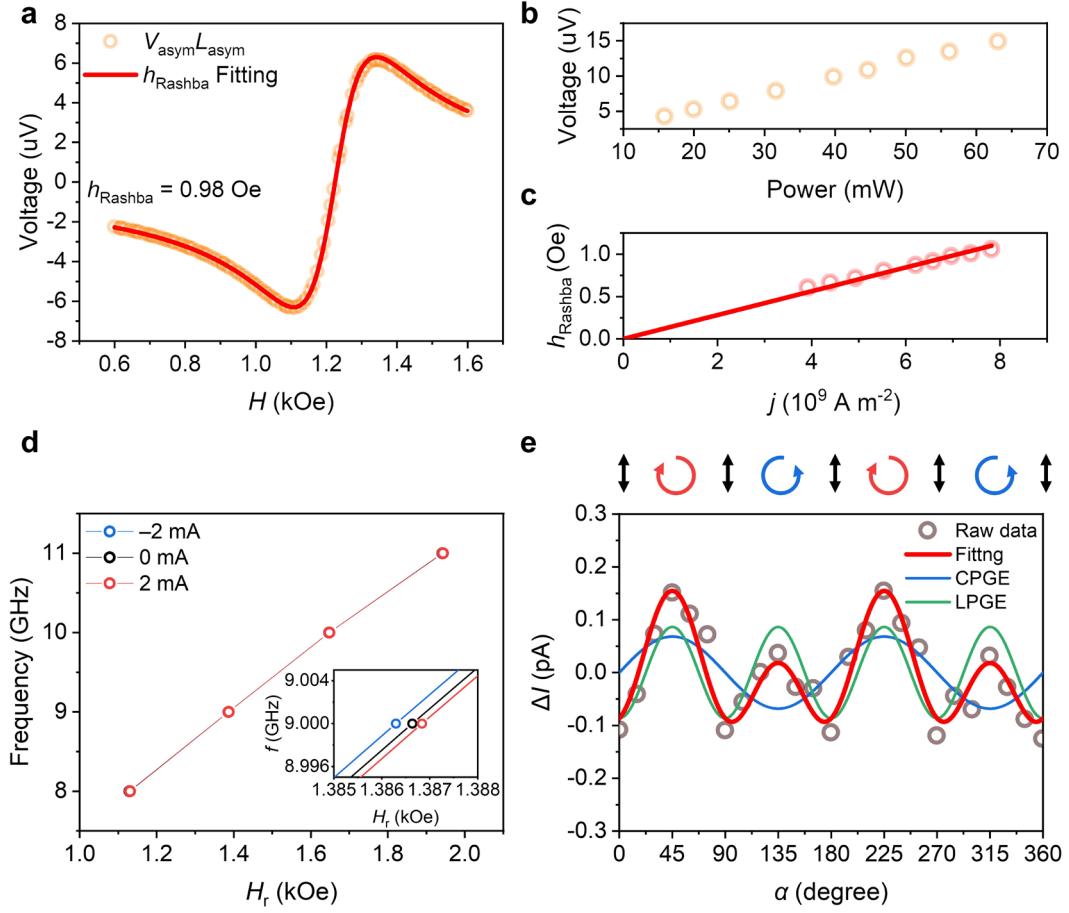 a
8
6
4
2
0
-2
-4
-6
-8
Voltage (uV)
VasymLasym
hRashba Fitting
hRashba = 0.98 Oe
0.6 0.8 1.0 1.2 1.4 1.6
H (kOe)
b
15
10
5
Voltage (uV)
10 20 30 40 50 60 70
Power (mW)
c
1.0
0.5
0.0
hRashba (Oe)
0 2 4 6 8
j (10⁹ A m⁻²)
d
11
10
9
8
Frequency (GHz)
–2 mA
0 mA
2 mA
9.004
9.000
8.996
f (GHz)
1.385 1.386 1.387 1.388
Hr (kOe)
1.0 1.2 1.4 1.6 1.8 2.0
Hr (kOe)
e
0.3
0.2
0.1
0.0
-0.1
-0.2
-0.3
ΔI (pA)
Raw data
Fittng
CPGE
LPGE
0 45 90 135 180 225 270 315 360
α (degree)